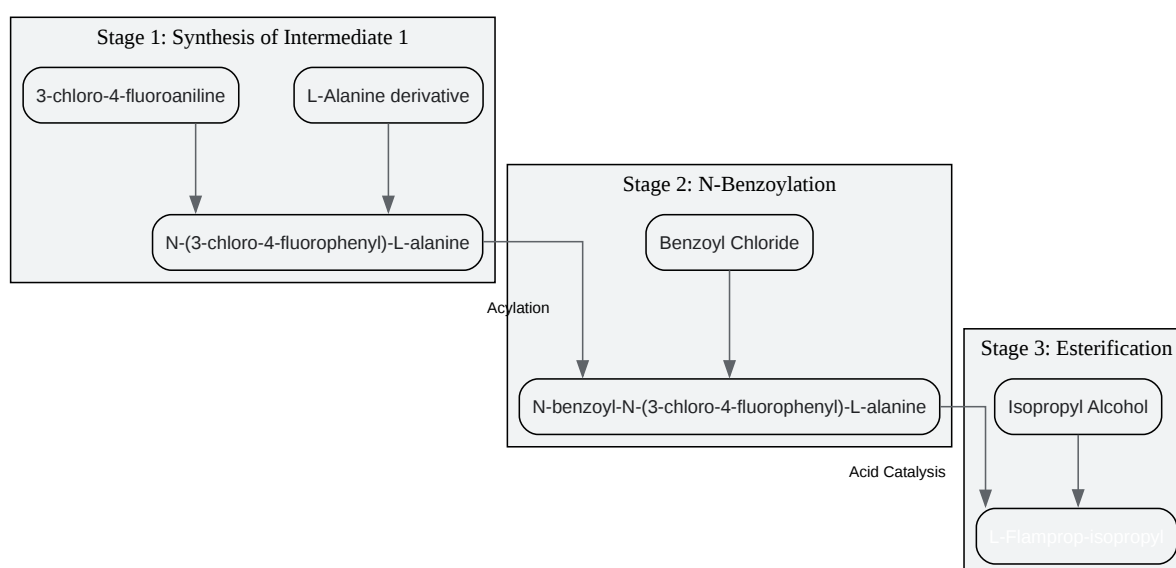 Stage 1: Synthesis of Intermediate 1
3-chloro-4-fluoroaniline
L-Alanine derivative
N-(3-chloro-4-fluorophenyl)-L-alanine
Acylation
Stage 2: N-Benzoylation
Benzoyl Chloride
N-benzoyl-N-(3-chloro-4-fluorophenyl)-L-alanine
Acid Catalysis
Stage 3: Esterification
Isopropyl Alcohol
L-Flamprop-isopropyl